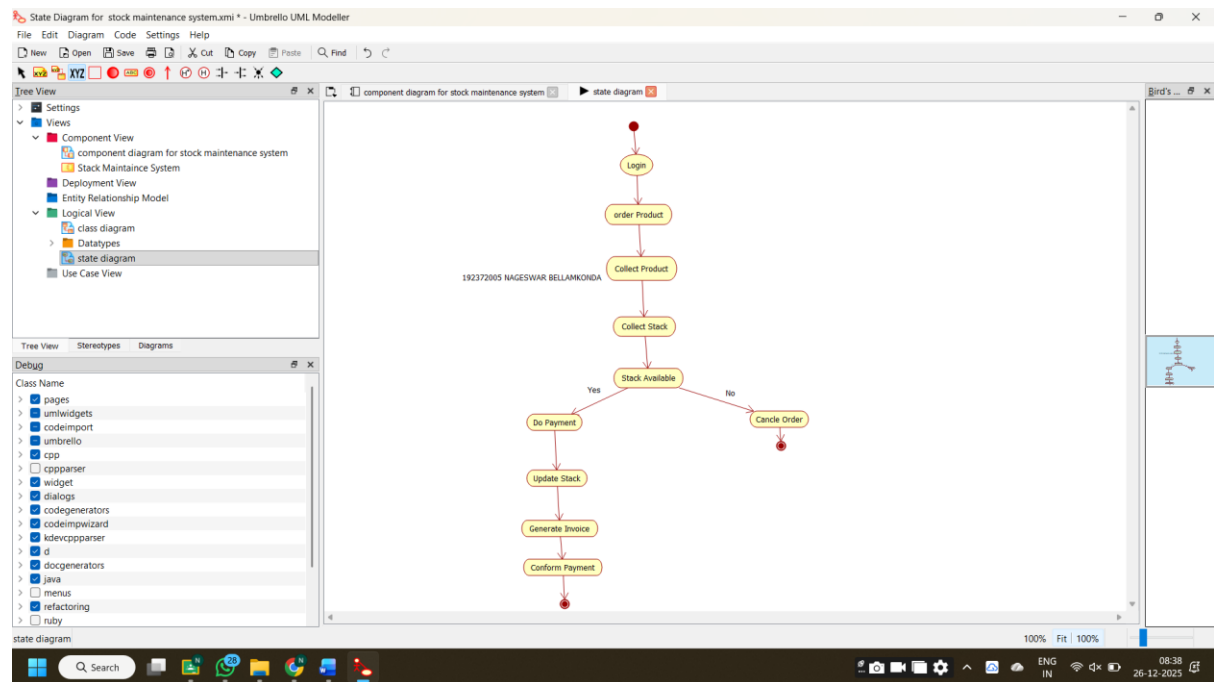 State Diagram for stock maintenance system.xmi * - Umbrello UML Modeller
File Edit Diagram Code Settings Help
New Open Save Cut Copy Paste Find
XYZ XYZ ABC
Tree View
component diagram for stock maintenance system
state diagram
Bird's ...
Settings
Views
Component View
component diagram for stock maintenance system
Stack Maintaince System
Deployment View
Entity Relationship Model
Logical View
class diagram
Datatypes
state diagram
Use Case View
Tree View Stereotypes Diagrams
Debug
Class Name
pages
umlwidgets
codeimport
umbrello
cpp
cppparser
widget
dialogs
codegenerators
codeimpwizard
kdevcppparser
d
docgenerators
java
menus
refactoring
ruby
Login
order Product
Collect Product
192372005 NAGESWAR BELLAMKONDA
Collect Stack
Stack Available
Yes
No
Do Payment
Cancle Order
Update Stack
Generate Invoice
Conform Payment
state diagram
100% Fit 100%
Search
28
ENG
IN
08:38
26-12-2025